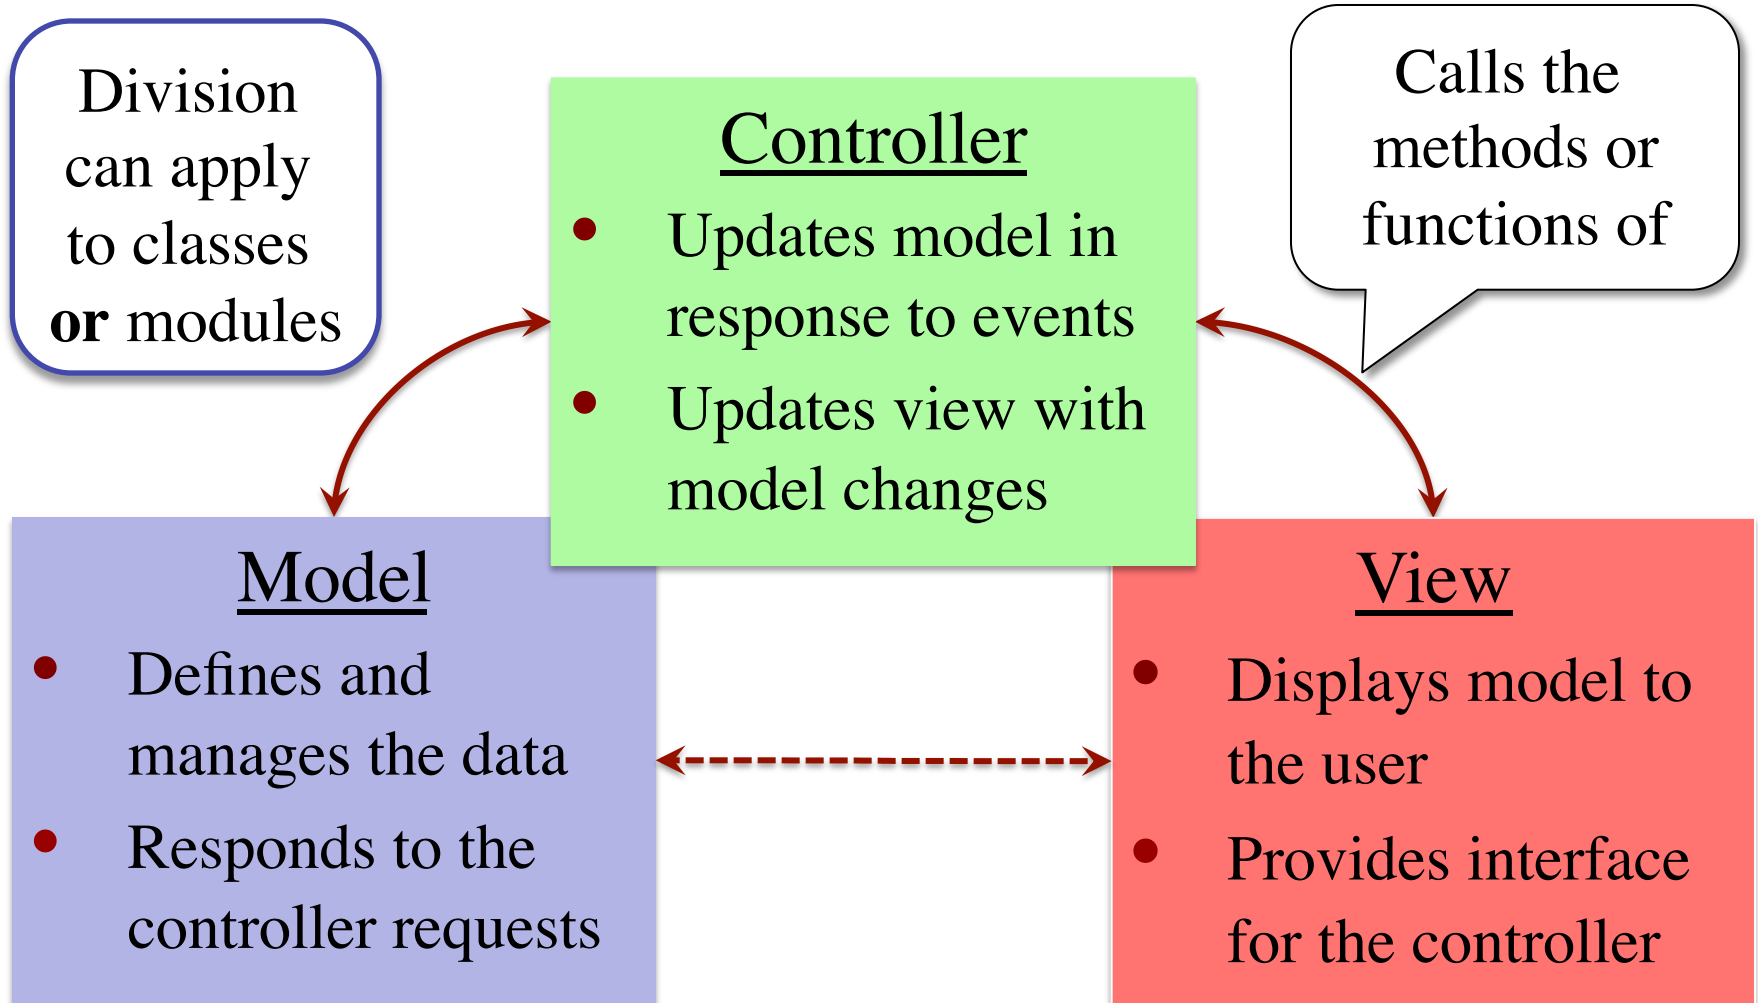 Division
can apply
to classes
or modules
Controller
• Updates model in
response to events
• Updates view with
model changes
Calls the
methods or
functions of
Model
• Defines and
manages the data
• Responds to the
controller requests
View
• Displays model to
the user
• Provides interface
for the controller